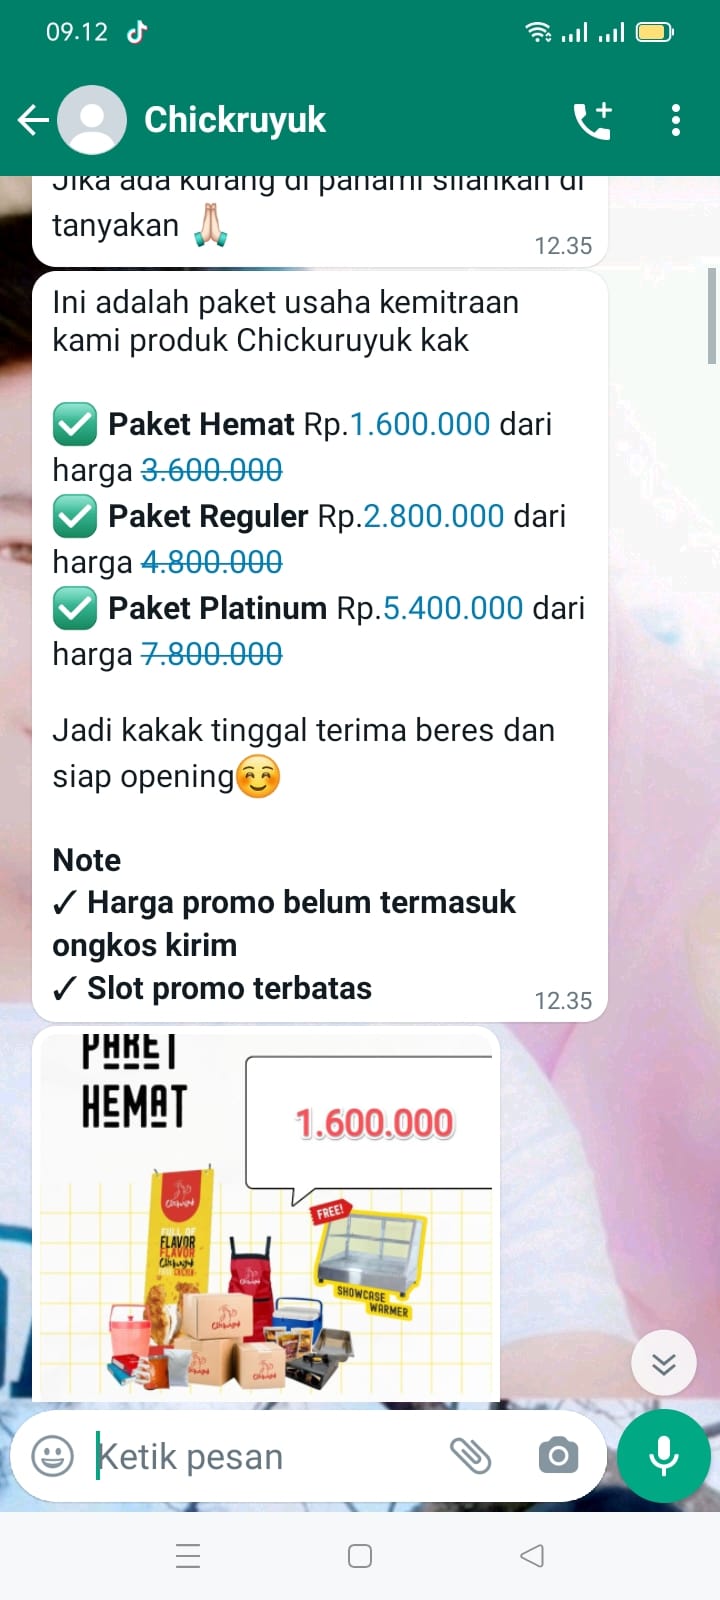 09.12
Chickruyuk
Jika ada kurang di pahami silahkan di
tanyakan 🙏🏻
12.35
Ini adalah paket usaha kemitraan
kami produk Chickuruyuk kak
✅ Paket Hemat Rp.1.600.000 dari
harga 3.600.000
✅ Paket Reguler Rp.2.800.000 dari
harga 4.800.000
✅ Paket Platinum Rp.5.400.000 dari
harga 7.800.000
Jadi kakak tinggal terima beres dan
siap opening☺️
Note
✓ Harga promo belum termasuk
ongkos kirim
✓ Slot promo terbatas
12.35
PAKET
HEMAT
1.600.000
FREE!
FLAVOR
FLAVOR
SHOWCASE
WARMER
Ketik pesan